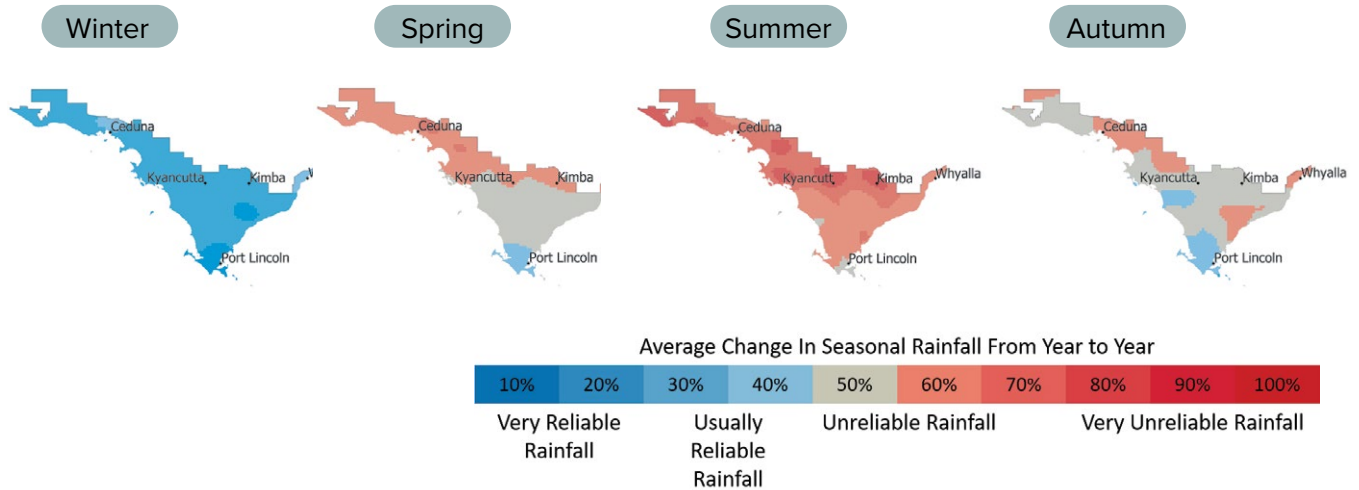 Winter
Spring
Summer
Autumn
Ceduna
Kyancutta
Kimba
Port Lincoln
Ceduna
Kyancutta
Kimba
Port Lincoln
Ceduna
Kyancutt
Kimba
Whyalla
Port Lincoln
Ceduna
Kyancutta
Kimba
Whyalla
Port Lincoln
Average Change In Seasonal Rainfall From Year to Year
10% 20% 30% 40% 50% 60% 70% 80% 90% 100%
Very Reliable
Rainfall
Usually
Reliable
Rainfall
Unreliable Rainfall
Very Unreliable Rainfall